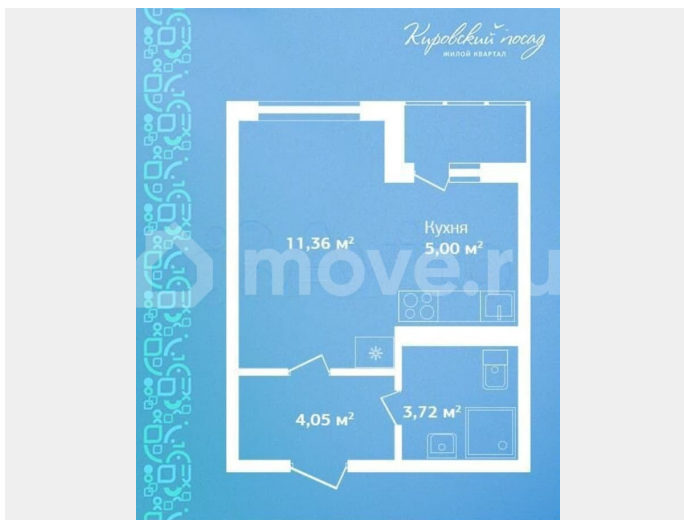 Кировский посад
ЖИЛОЙ КВАРТАЛ
Кухня
11,36 м²
5,00 м²
move.ru
4,05 м²
3,72 м²